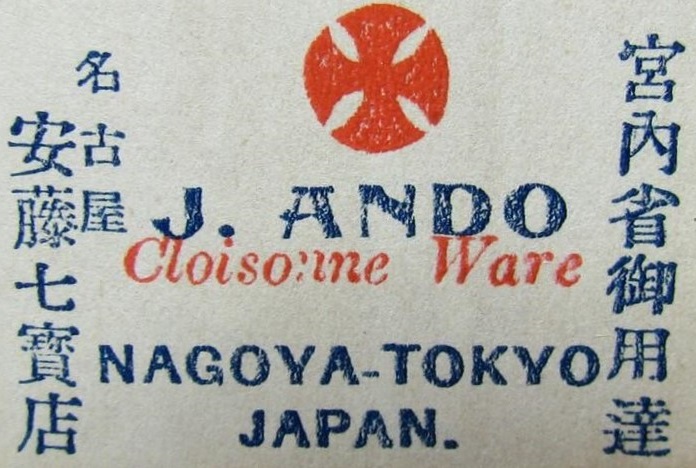 宮内省御用達
J. ANDO
Cloisonne Ware
NAGOYA-TOKYO
JAPAN.
名古屋
安藤七寳店